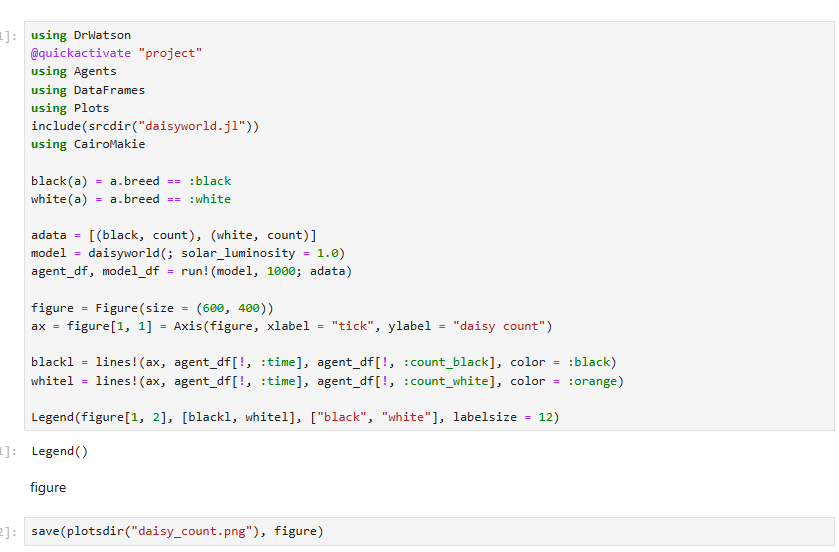 1]:
using DrWatson
@quickactivate "project"
using Agents
using DataFrames
using Plots
include(srcdir("daisyworld.jl"))
using CairoMakie
black(a) = a.breed == :black
white(a) = a.breed == :white
adata = [(black, count), (white, count)]
model = daisyworld(; solar_luminosity = 1.0)
agent_df, model_df = run!(model, 1000; adata)
figure = Figure(size = (600, 400))
ax = figure[1, 1] = Axis(figure, xlabel = "tick", ylabel = "daisy count")
blackl = lines!(ax, agent_df[!, :time], agent_df[!, :count_black], color = :black)
whitel = lines!(ax, agent_df[!, :time], agent_df[!, :count_white], color = :orange)
Legend(figure[1, 2], [blackl, whitel], ["black", "white"], labelsize = 12)
1]: Legend()
figure
2]: save(plotsdir("daisy_count.png"), figure)